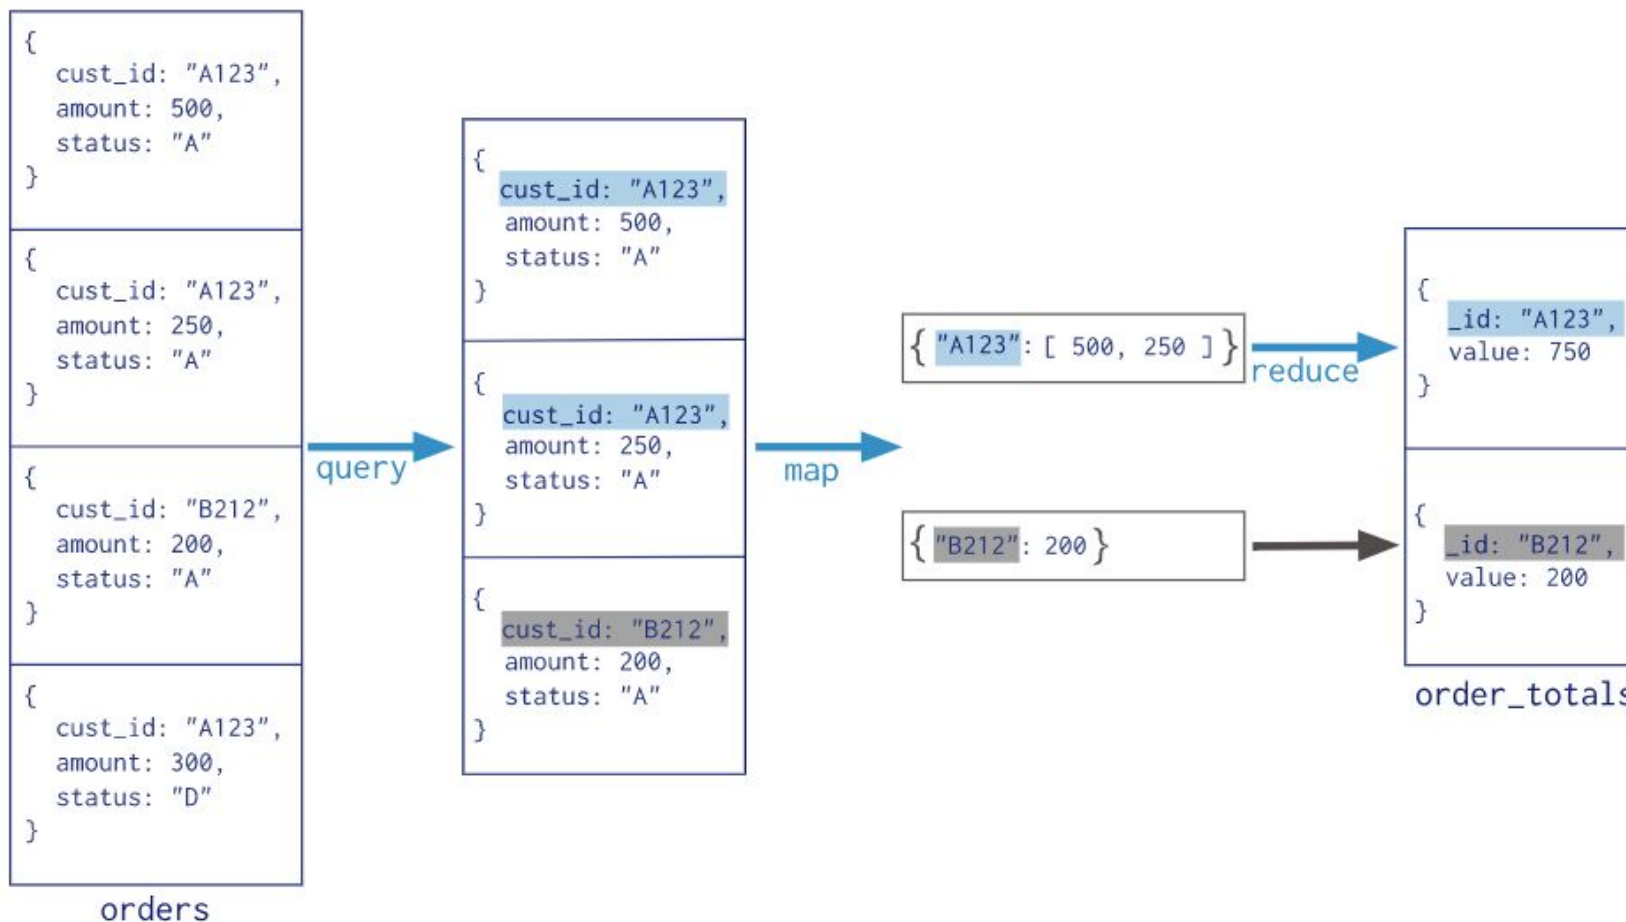 {
cust_id: "A123",
amount: 500,
status: "A"
}
{
cust_id: "A123",
amount: 250,
status: "A"
}
{
cust_id: "B212",
amount: 200,
status: "A"
}
{
cust_id: "A123",
amount: 300,
status: "D"
}
orders
query
{
cust_id: "A123",
amount: 500,
status: "A"
}
{
cust_id: "A123",
amount: 250,
status: "A"
}
{
cust_id: "B212",
amount: 200,
status: "A"
}
map
{ "A123": [ 500, 250 ] }
{ "B212": 200 }
reduce
{
_id: "A123",
value: 750
}
{
_id: "B212",
value: 200
}
order_totals